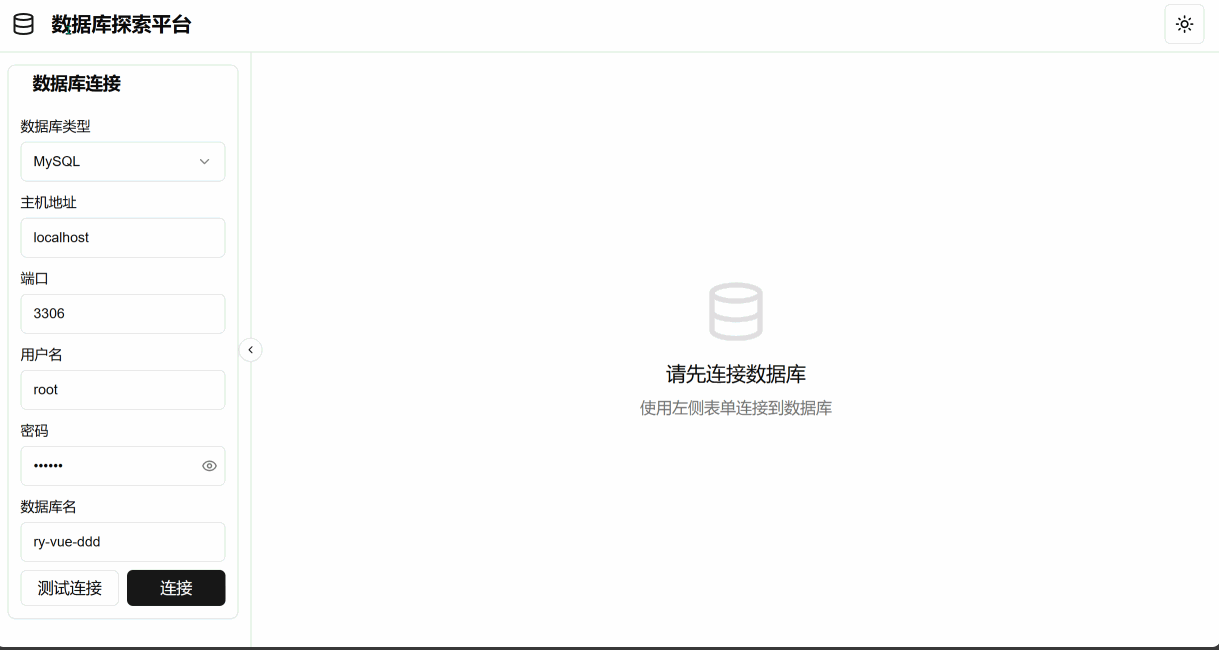 数据库探索平台
数据库连接
数据库类型
MySQL
主机地址
localhost
端口
3306
用户名
root
密码
••••••
数据库名
ry-vue-ddd
测试连接
连接
请先连接数据库
使用左侧表单连接到数据库